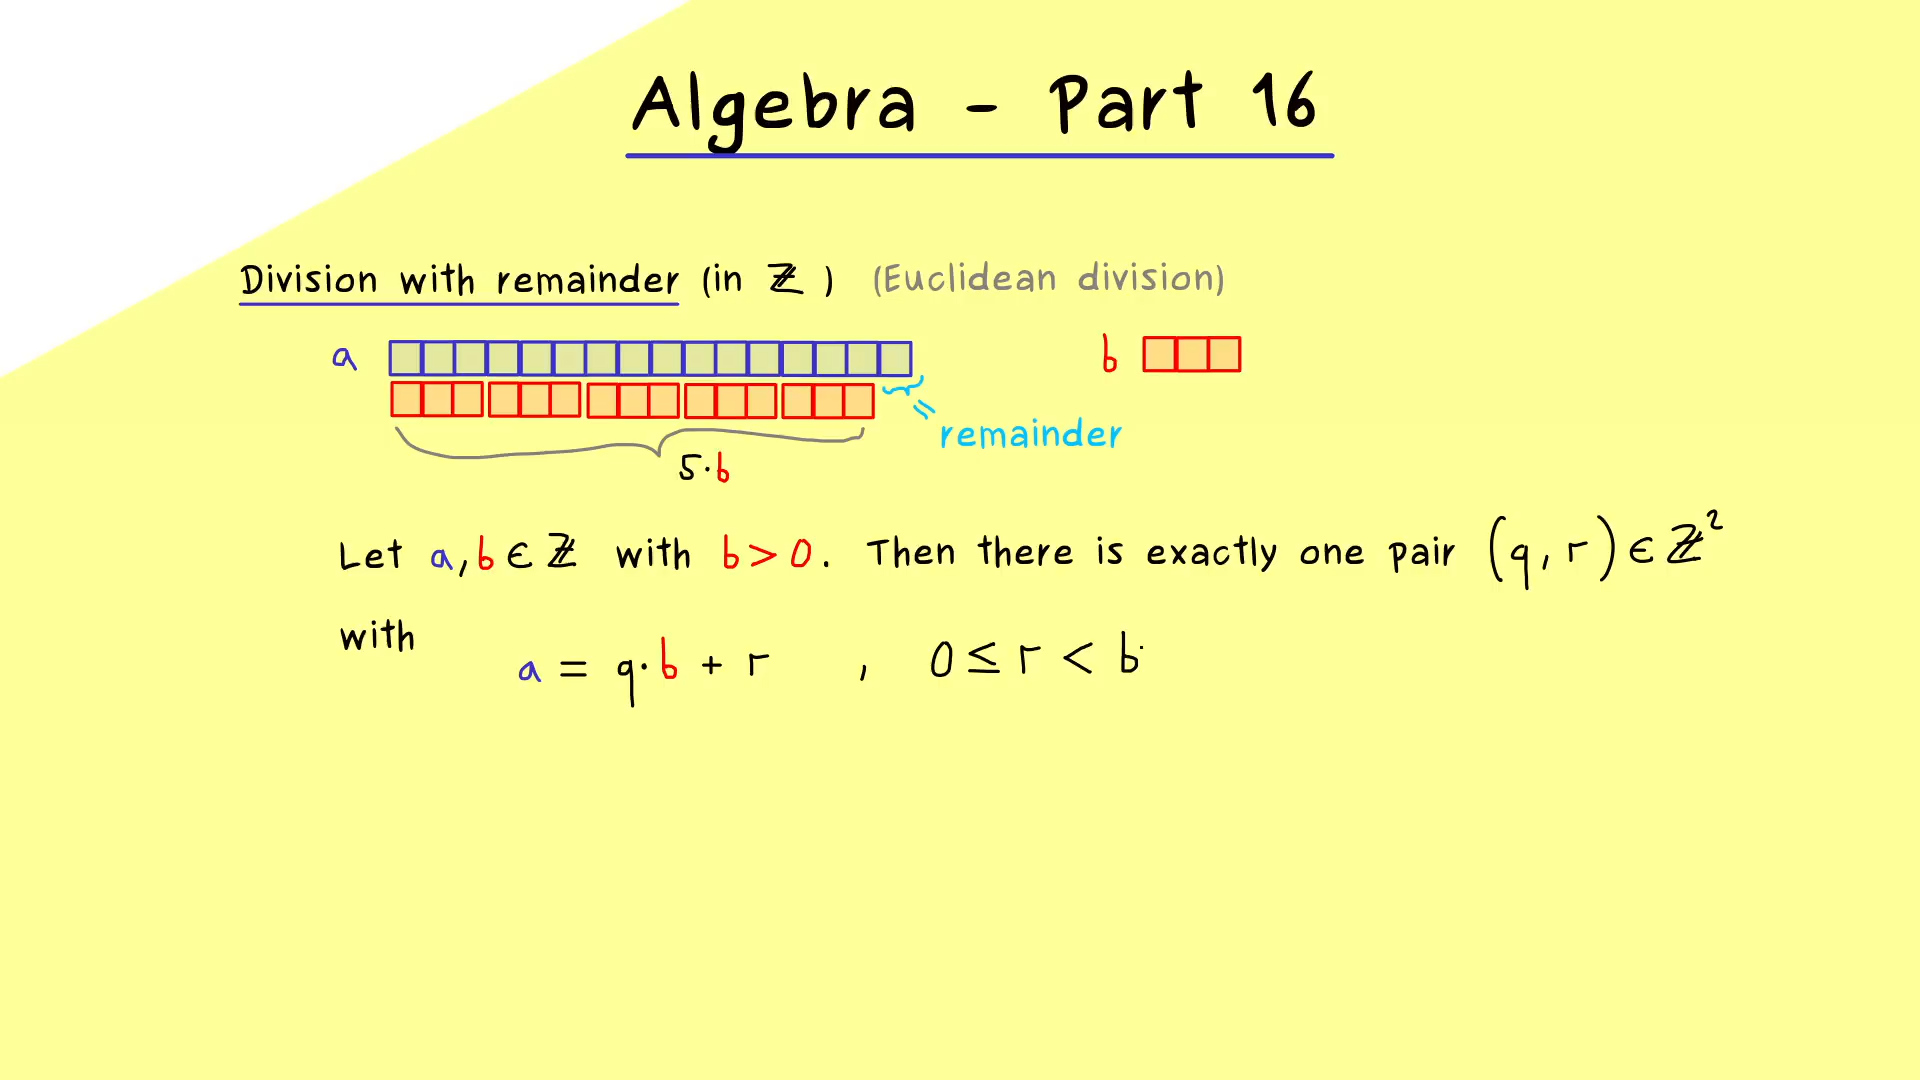 Algebra - Part 16
Division with remainder (in ℤ) (Euclidean division)
a b
remainder
5·b
Let a, b ∈ ℤ with b > 0. Then there is exactly one pair (q, r) ∈ ℤ²
with
a = q·b + r , 0 ≤ r < b